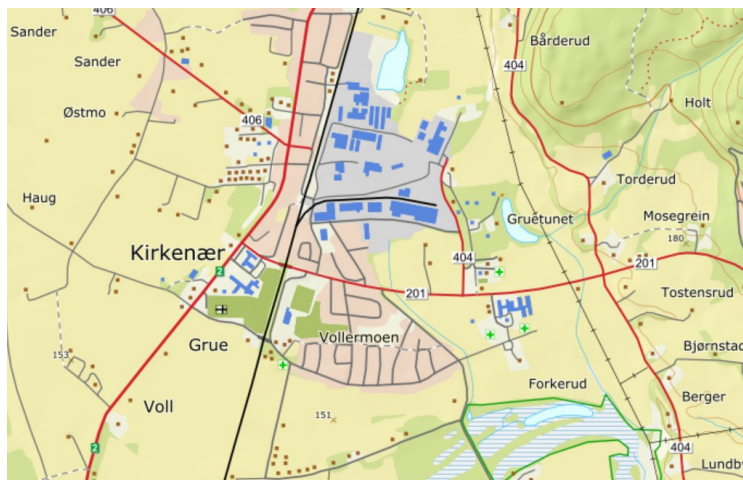 406
Sander
Bårderud
Sander
404
Holt
Østmo
406
Torderud
Haug
Gruetunet
Mosegrein
180
Kirkenær
404
201
2
201
Tostensrud
Vollermoen
Grue
Bjørnstad
153
Forkerud
Berger
Voll
151
2
404
Lundby